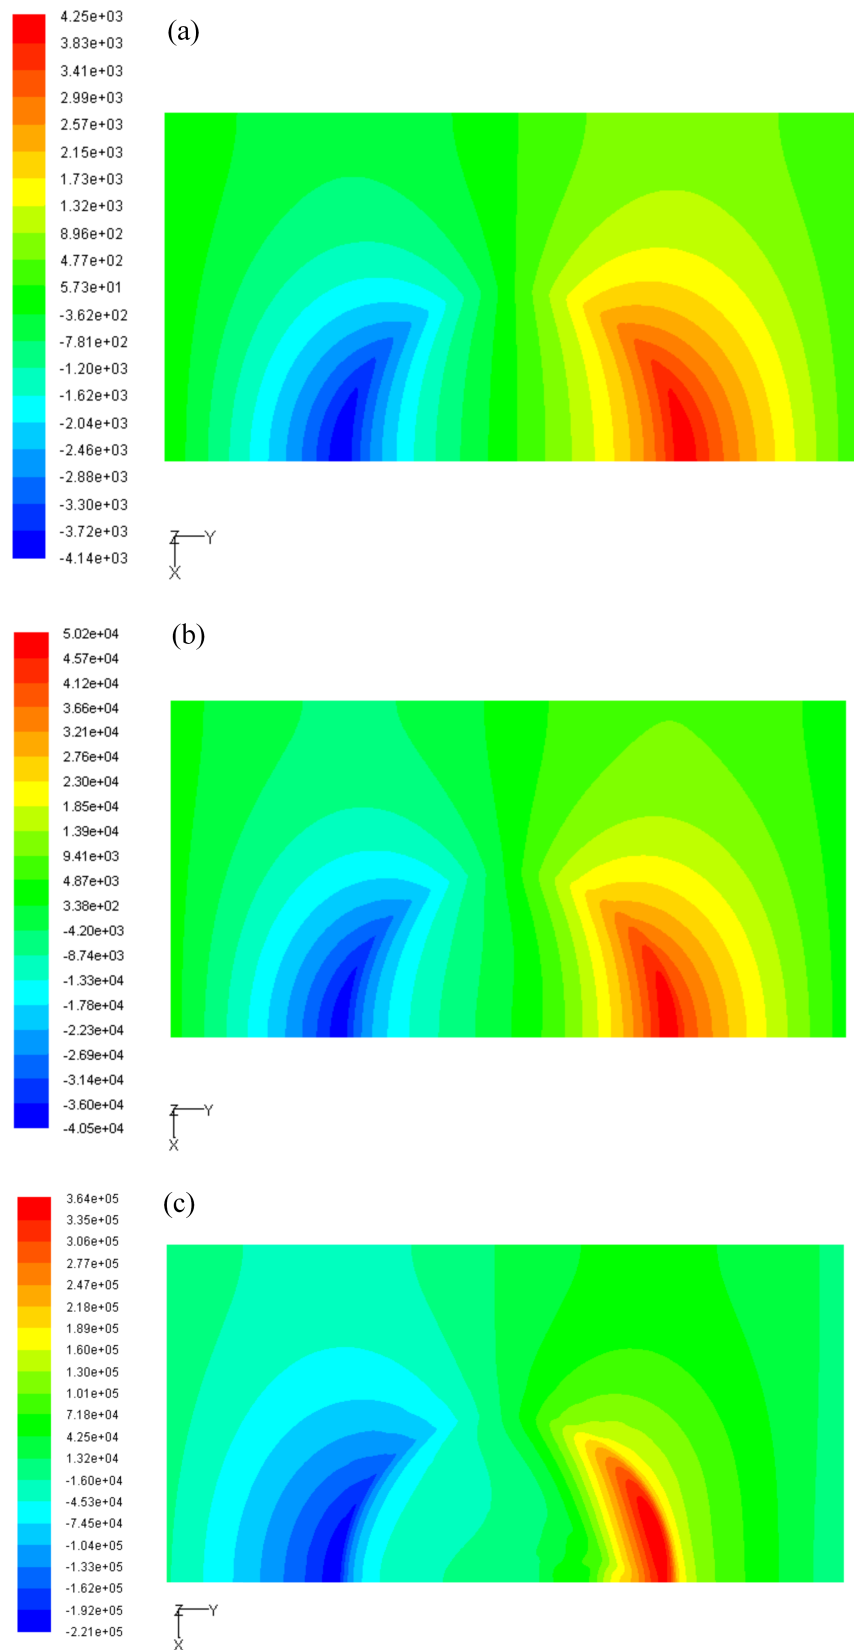 (a)
4.25e+03
3.83e+03
3.41e+03
2.99e+03
2.57e+03
2.15e+03
1.73e+03
1.32e+03
8.96e+02
4.77e+02
5.73e+01
-3.62e+02
-7.81e+02
-1.20e+03
-1.62e+03
-2.04e+03
-2.46e+03
-2.88e+03
-3.30e+03
-3.72e+03
-4.14e+03
Z Y
X
(b)
5.02e+04
4.57e+04
4.12e+04
3.66e+04
3.21e+04
2.76e+04
2.30e+04
1.85e+04
1.39e+04
9.41e+03
4.87e+03
3.38e+02
-4.20e+03
-8.74e+03
-1.33e+04
-1.78e+04
-2.23e+04
-2.69e+04
-3.14e+04
-3.60e+04
-4.05e+04
Z Y
X
(c)
3.64e+05
3.35e+05
3.06e+05
2.77e+05
2.47e+05
2.18e+05
1.89e+05
1.60e+05
1.30e+05
1.01e+05
7.18e+04
4.25e+04
1.32e+04
-1.60e+04
-4.53e+04
-7.45e+04
-1.04e+05
-1.33e+05
-1.62e+05
-1.92e+05
-2.21e+05
Z Y
X